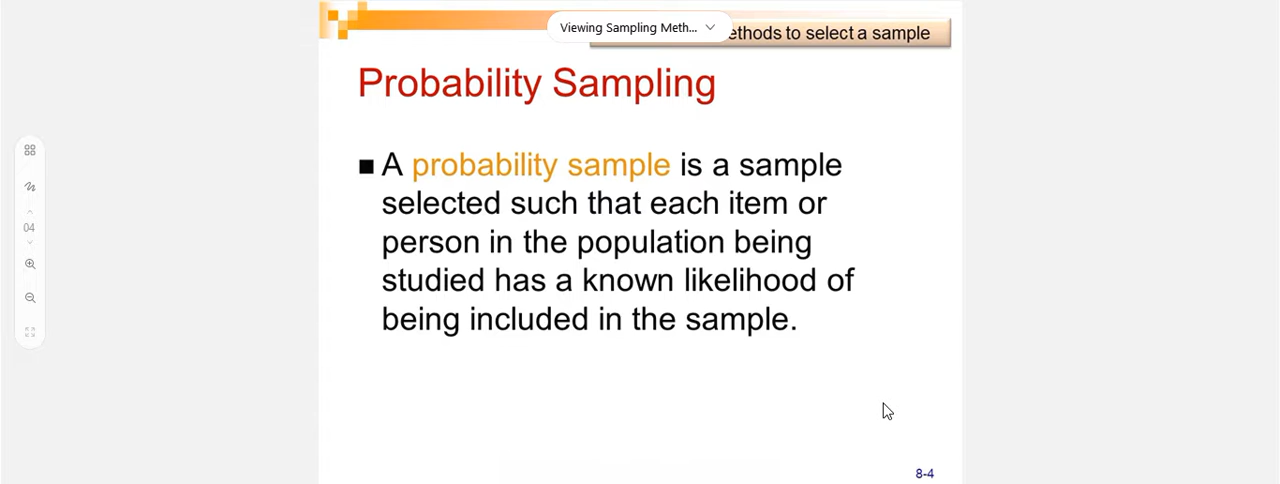 Viewing Sampling Meth...
to select a sample
Probability Sampling
■ A probability sample is a sample
selected such that each item or
person in the population being
studied has a known likelihood of
being included in the sample.
04
8-4